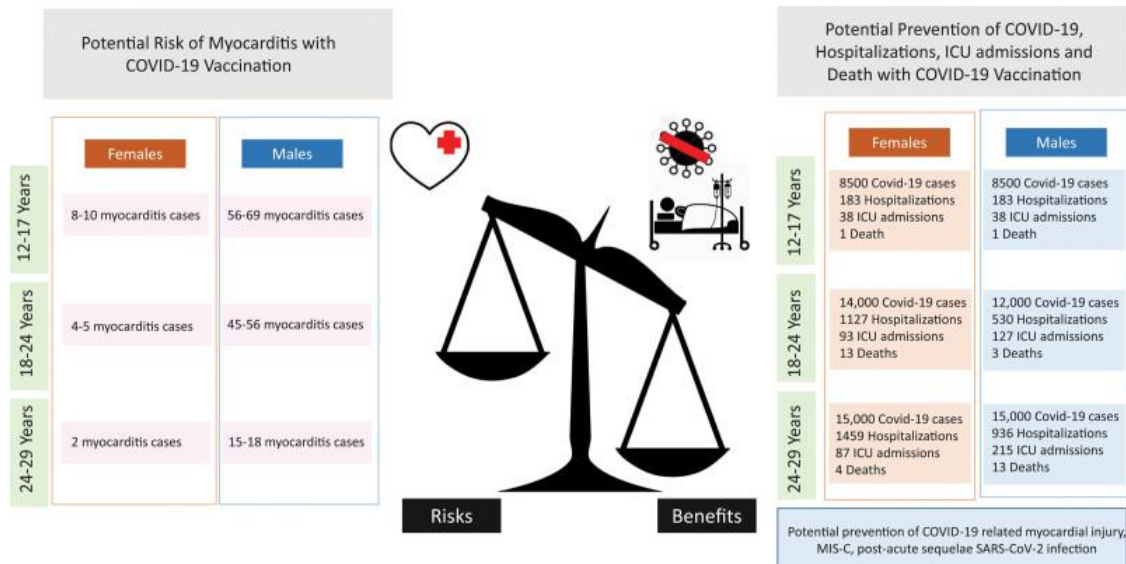 Potential Risk of Myocarditis with
COVID-19 Vaccination
Females
Males
12-17 Years
8-10 myocarditis cases
56-69 myocarditis cases
18-24 Years
4-5 myocarditis cases
45-56 myocarditis cases
24-29 Years
2 myocarditis cases
15-18 myocarditis cases
Risks
Benefits
Potential Prevention of COVID-19,
Hospitalizations, ICU admissions and
Death with COVID-19 Vaccination
Females
Males
12-17 Years
8500 Covid-19 cases
183 Hospitalizations
38 ICU admissions
1 Death
8500 Covid-19 cases
183 Hospitalizations
38 ICU admissions
1 Death
18-24 Years
14,000 Covid-19 cases
1127 Hospitalizations
93 ICU admissions
13 Deaths
12,000 Covid-19 cases
530 Hospitalizations
127 ICU admissions
3 Deaths
24-29 Years
15,000 Covid-19 cases
1459 Hospitalizations
87 ICU admissions
4 Deaths
15,000 Covid-19 cases
936 Hospitalizations
215 ICU admissions
13 Deaths
Potential prevention of COVID-19 related myocardial injury,
MIS-C, post-acute sequelae SARS-CoV-2 infection